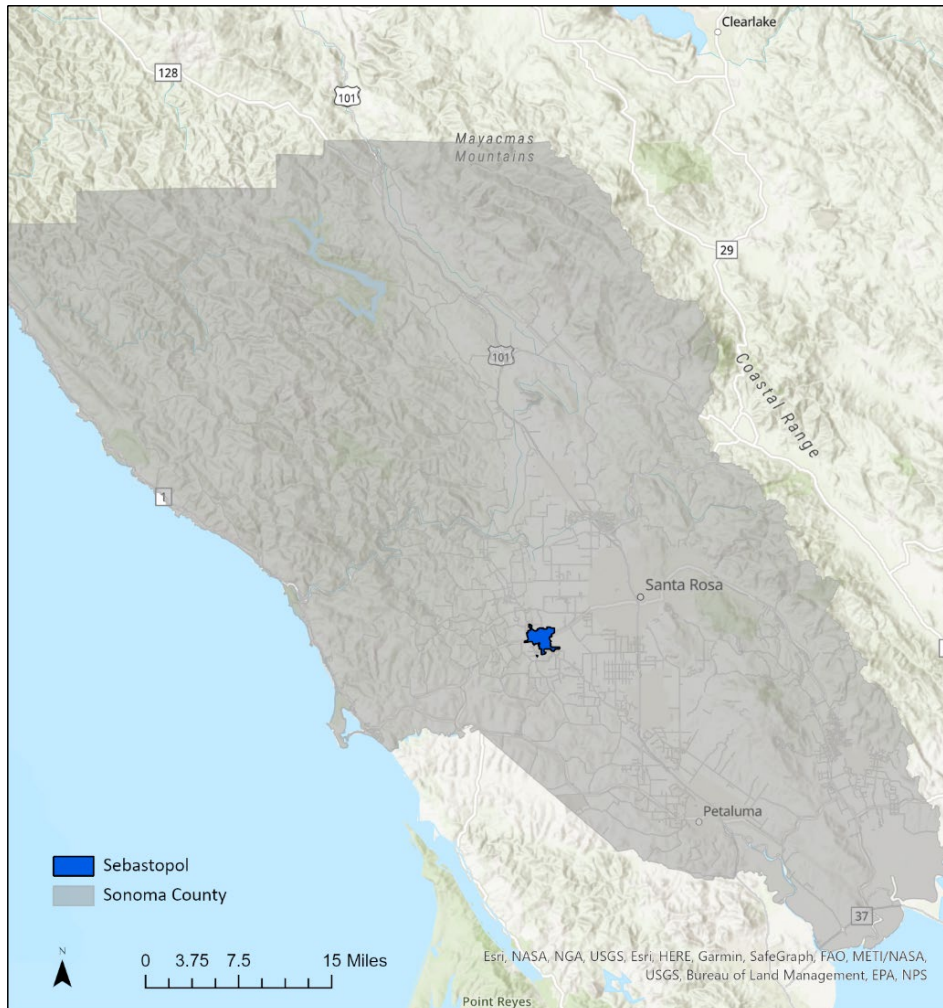 Clearlake
128
101
Mayacmas
Mountains
29
101
Coastal Range
1
Santa Rosa
Petaluma
Sebastopol
Sonoma County
37
N
0 3.75 7.5 15 Miles
Esri, NASA, NGA, USGS, Esri, HERE, Garmin, SafeGraph, FAO, METI/NASA,
USGS, Bureau of Land Management, EPA, NPS
Point Reyes